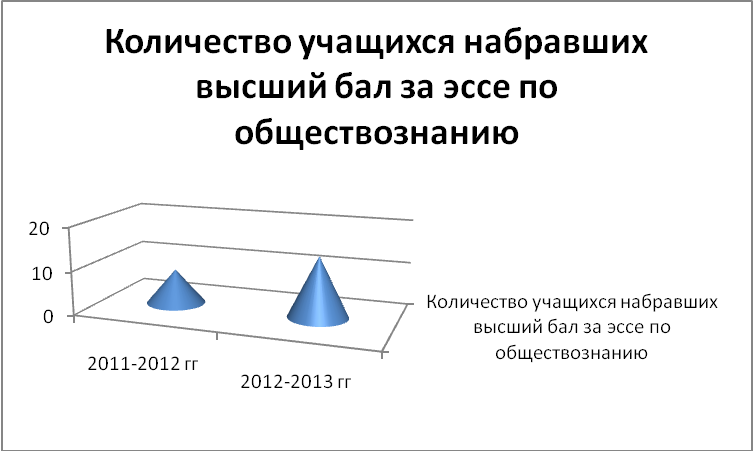 Количество учащихся набравших
высший бал за эссе по
обществознанию
20
10
0
2011-2012 гг
2012-2013 гг
Количество учащихся набравших
высший бал за эссе по
обществознанию